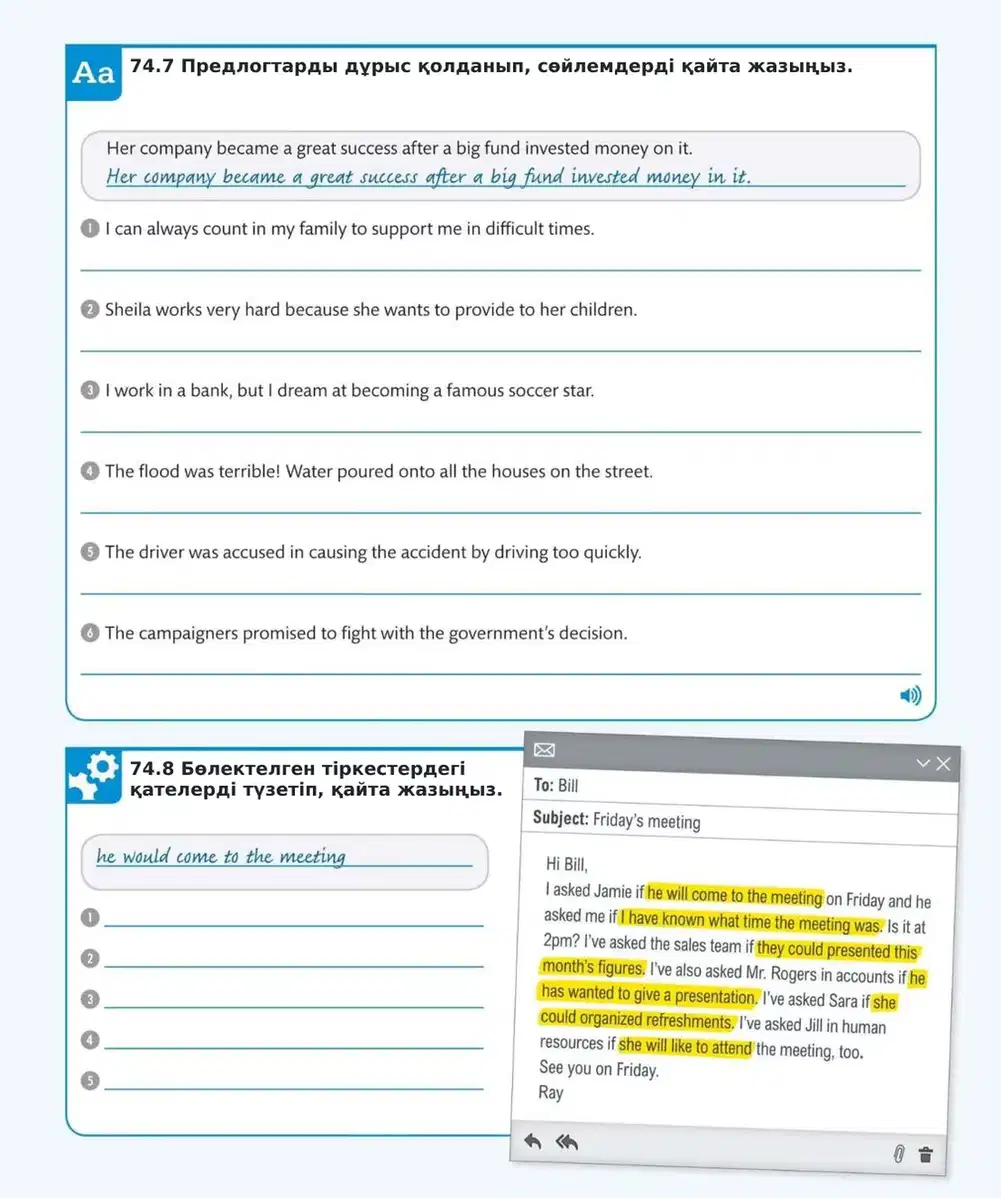 Aa
74.7 Предлогтарды дұрыс қолданып, сөйлемдерді қайта жазыңыз.
Her company became a great success after a big fund invested money on it.
Her company became a great success after a big fund invested money in it.
1 I can always count in my family to support me in difficult times.
2 Sheila works very hard because she wants to provide to her children.
3 I work in a bank, but I dream at becoming a famous soccer star.
4 The flood was terrible! Water poured onto all the houses on the street.
5 The driver was accused in causing the accident by driving too quickly.
6 The campaigners promised to fight with the government’s decision.
74.8 Бөлектелген тіркестердегі
қателерді түзетіп, қайта жазыңыз.
he would come to the meeting
1
2
3
4
5
To: Bill
Subject: Friday’s meeting
Hi Bill,
I asked Jamie if he will come to the meeting on Friday and he
asked me if I have known what time the meeting was. Is it at
2pm? I’ve asked the sales team if they could presented this
month’s figures. I’ve also asked Mr. Rogers in accounts if he
has wanted to give a presentation. I’ve asked Sara if she
could organized refreshments. I’ve asked Jill in human
resources if she will like to attend the meeting, too.
See you on Friday.
Ray